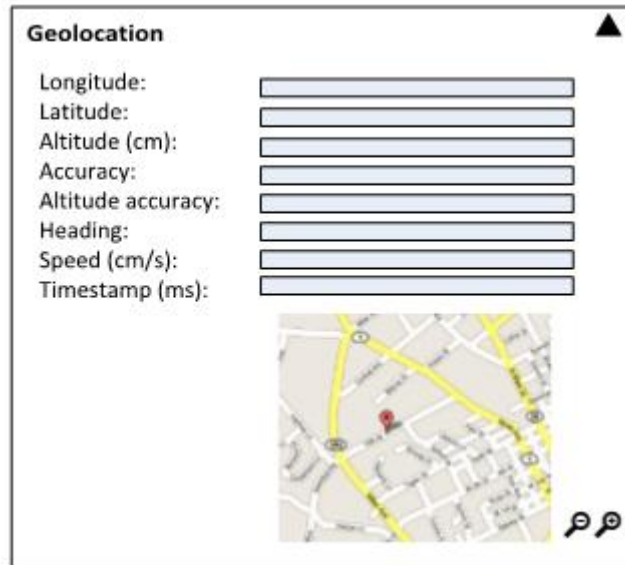 Geolocation
Longitude:
Latitude:
Altitude (cm):
Accuracy:
Altitude accuracy:
Heading:
Speed (cm/s):
Timestamp (ms):